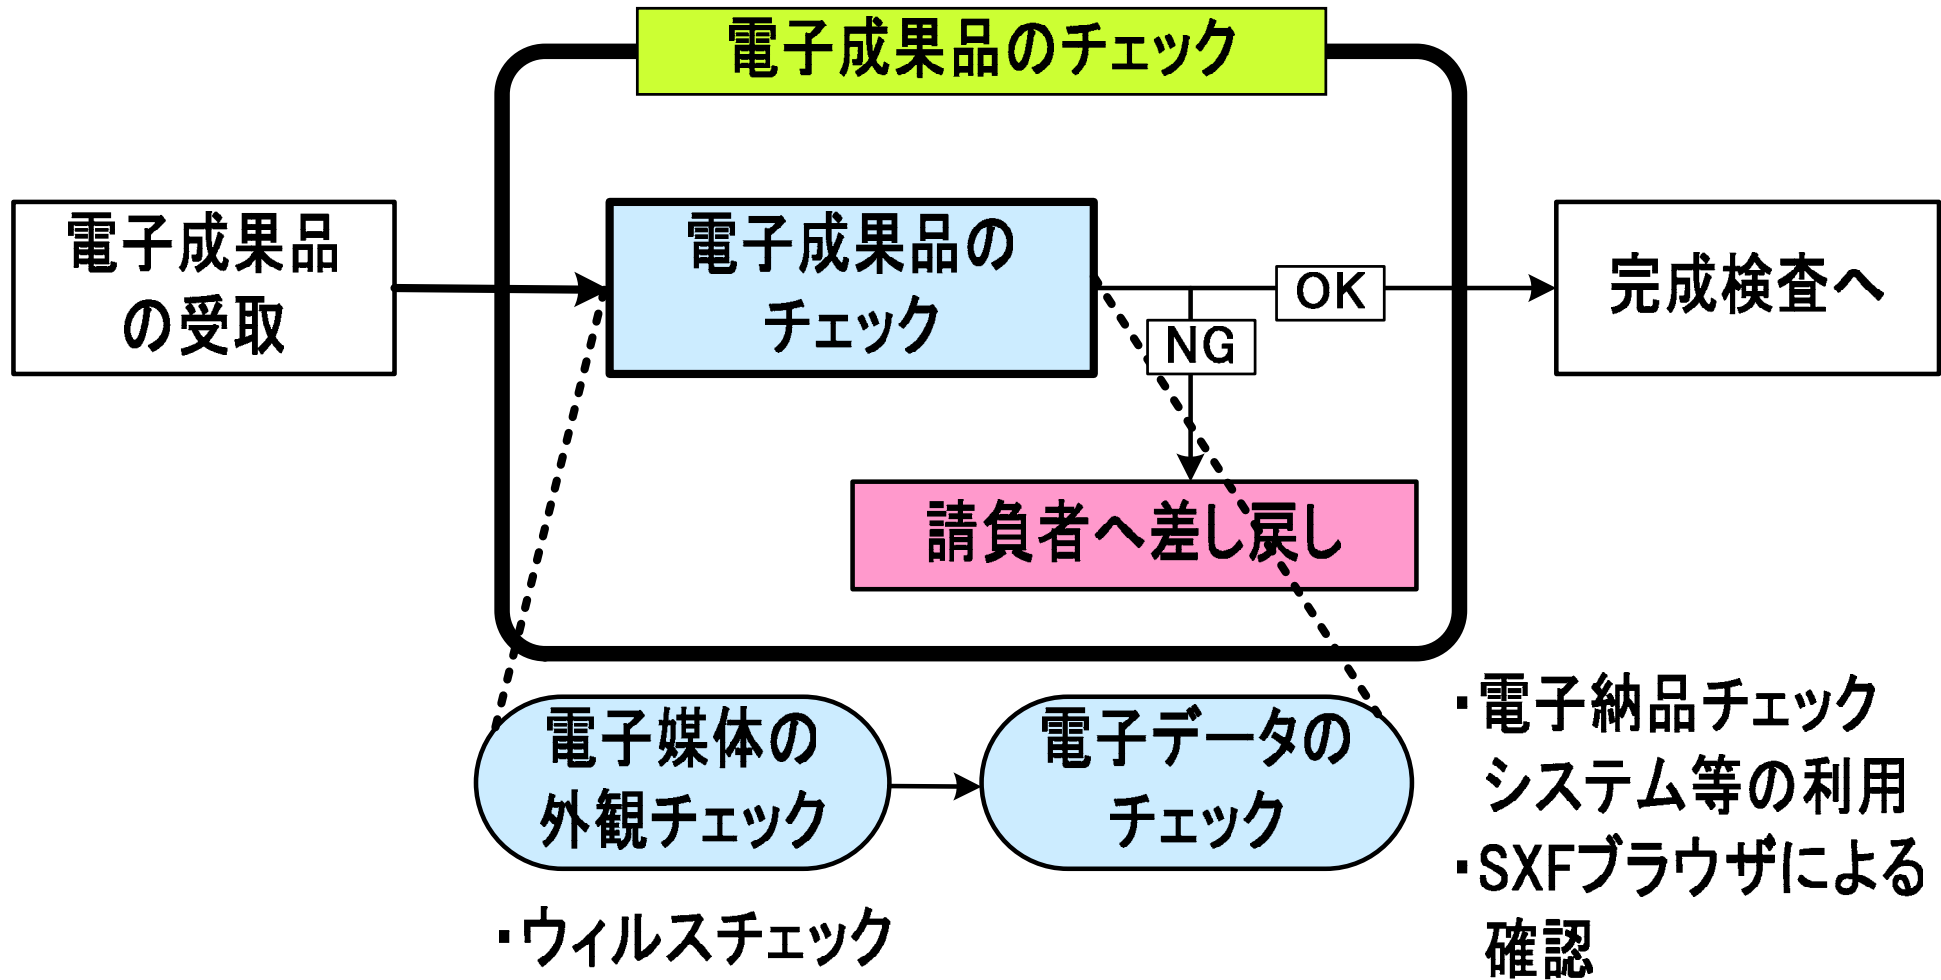 電子成果品のチェック
電子成果品
の受取
電子成果品の
チェック
OK
NG
完成検査へ
請負者へ差し戻し
電子媒体の
外観チェック
電子データの
チェック
・ウィルスチェック
・電子納品チェック
システム等の利用
・SXFブラウザによる
確認